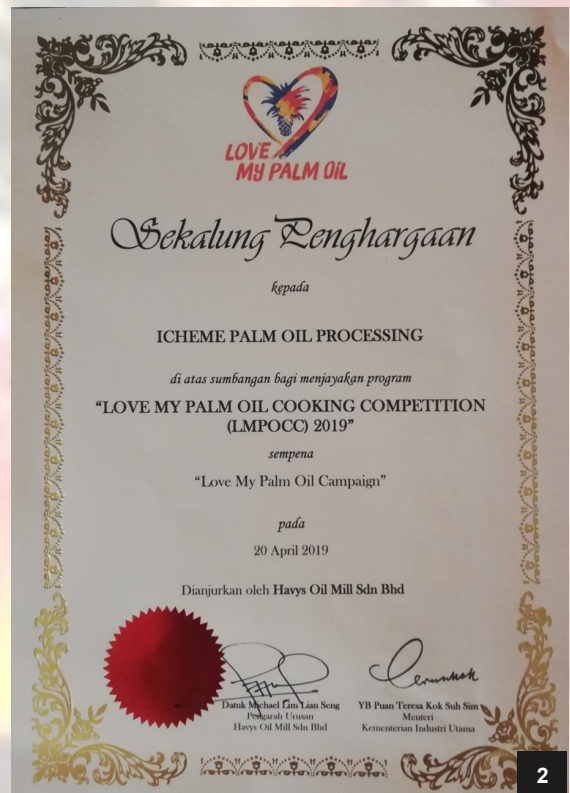 LOVE
MY PALM OIL
Sekalung Penghargaan
kepada
ICHEME PALM OIL PROCESSING
di atas sumbangan bagi menjayakan program
“LOVE MY PALM OIL COOKING COMPETITION
(LMPOCC) 2019”
sempena
“Love My Palm Oil Campaign”
pada
20 April 2019
Dianjurkan oleh Havys Oil Mill Sdn Bhd
Datuk Michael Lim Lian Seng
Pengarah Urusan
Havys Oil Mill Sdn Bhd
YB Puan Teresa Kok Suh Sim
Menteri
Kementerian Industri Utama
2